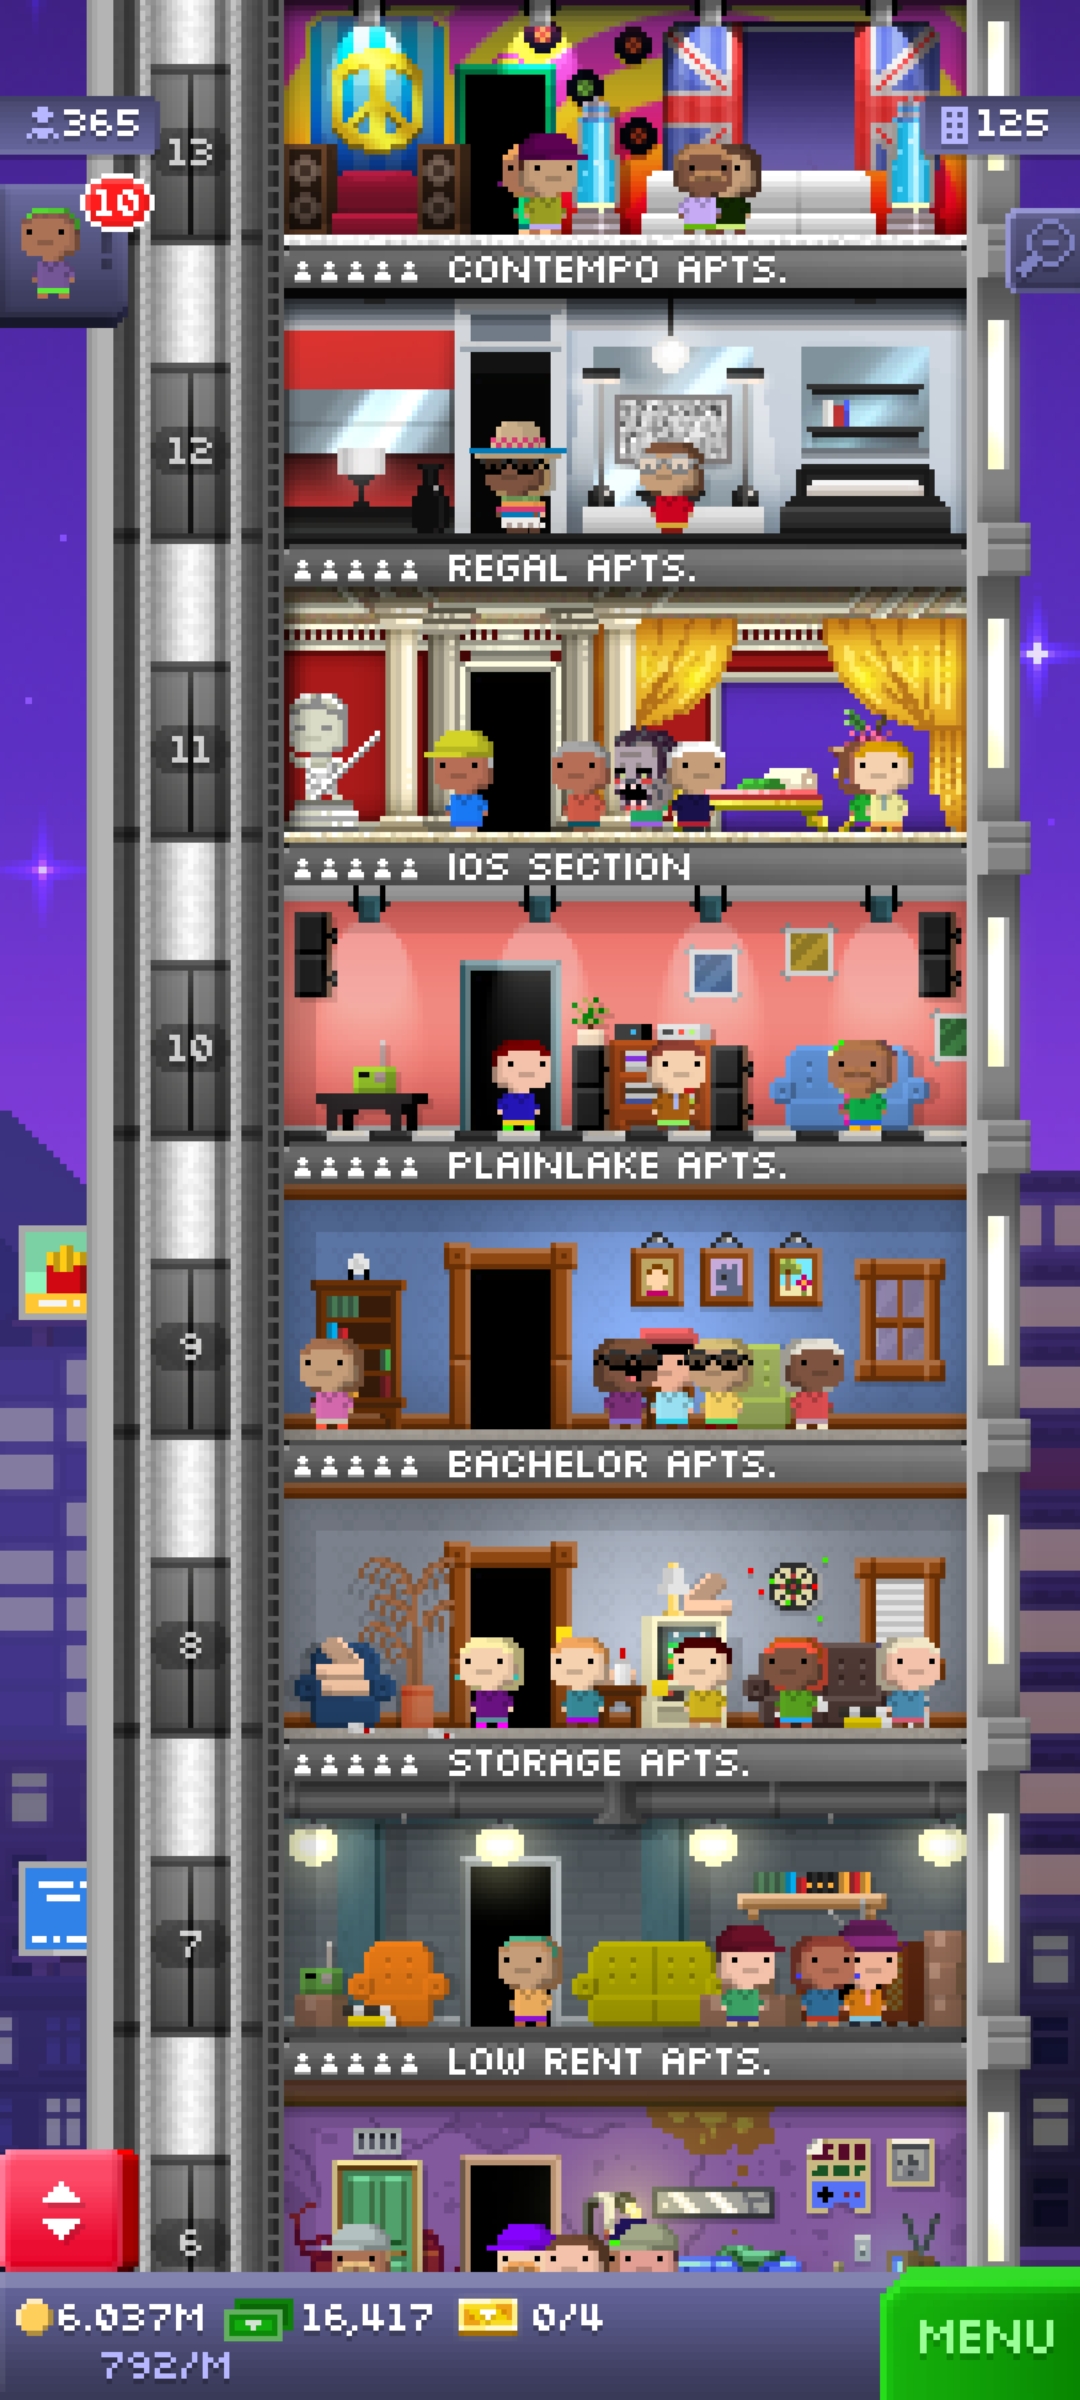 13
365
125
10
CONTEMPO APTS.
12
REGAL APTS.
11
IOS SECTION
10
PLAINLAKE APTS.
9
BACHELOR APTS.
8
STORAGE APTS.
7
LOW RENT APTS.
6
6.037M 16,417 0/4
792/M
MENU